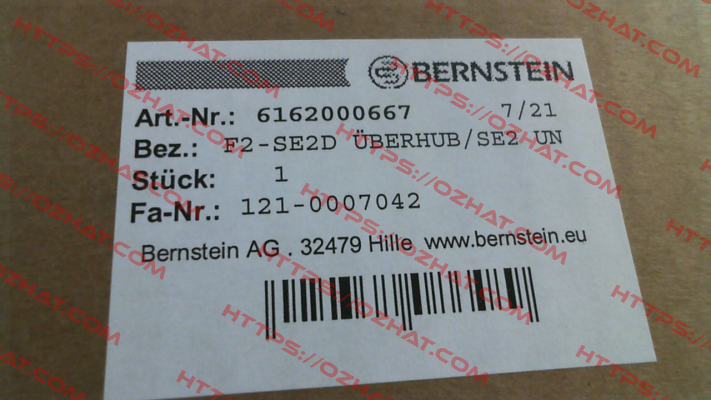 BERNSTEIN
Art.-Nr.: 6162000667 7/21
Bez.: F2-SE2D ÜBERHUB/SE2 UN
Stück: 1
Fa-Nr.: 121-0007042
Bernstein AG . 32479 Hille www.bernstein.eu
HTTPS://OZHAT.COM